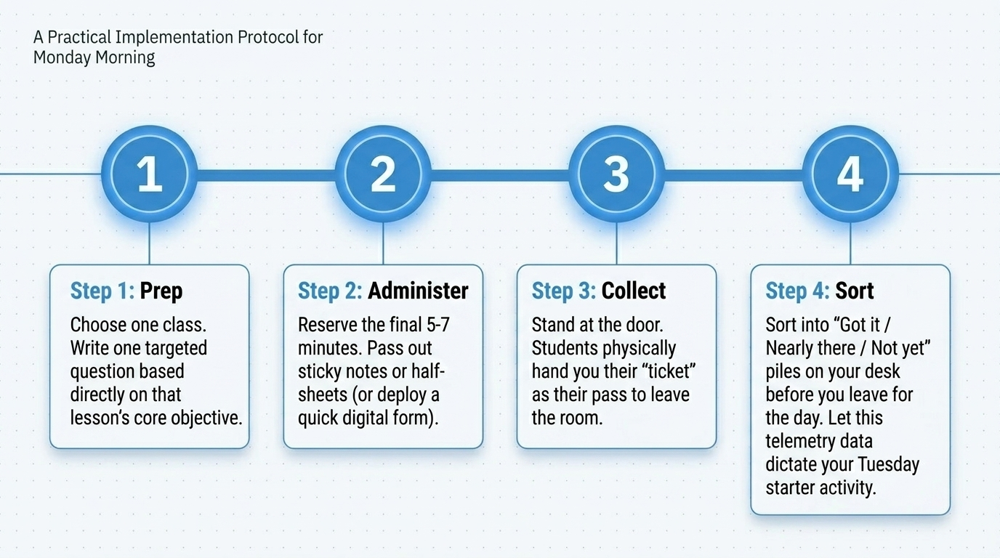 A Practical Implementation Protocol for
Monday Morning
1
2
3
4
Step 1: Prep
Choose one class.
Write one targeted
question based
directly on that
lesson's core objective.
Step 2: Administer
Reserve the final 5-7
minutes. Pass out
sticky notes or half-
sheets (or deploy a
quick digital form).
Step 3: Collect
Stand at the door.
Students physically
hand you their “ticket”
as their pass to leave
the room.
Step 4: Sort
Sort into “Got it /
Nearly there / Not yet”
piles on your desk
before you leave for
the day. Let this
telemetry data
dictate your Tuesday
starter activity.